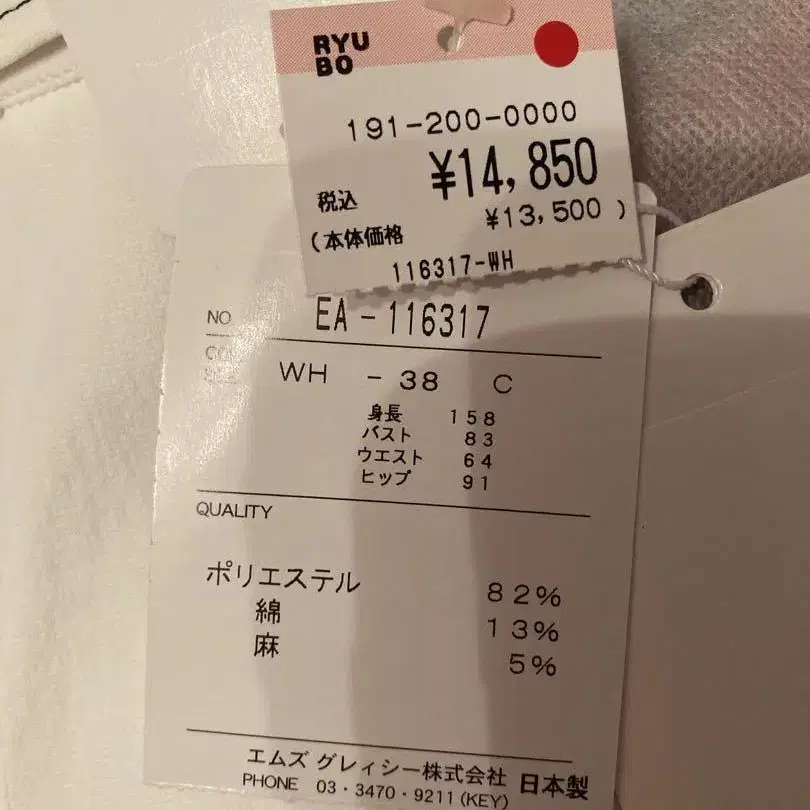 RYU
BO
191-200-0000
¥14,850
税込
¥13,500 )
(本体価格
116317-WH
NO
EA-116317
WH - 38 C
身長 158
バスト 83
ウエスト 64
ヒップ 91
QUALITY
ポリエステル 82%
綿 13%
麻 5%
エムズ グレィシー株式会社 日本製
PHONE 03・3470・9211(KEY)